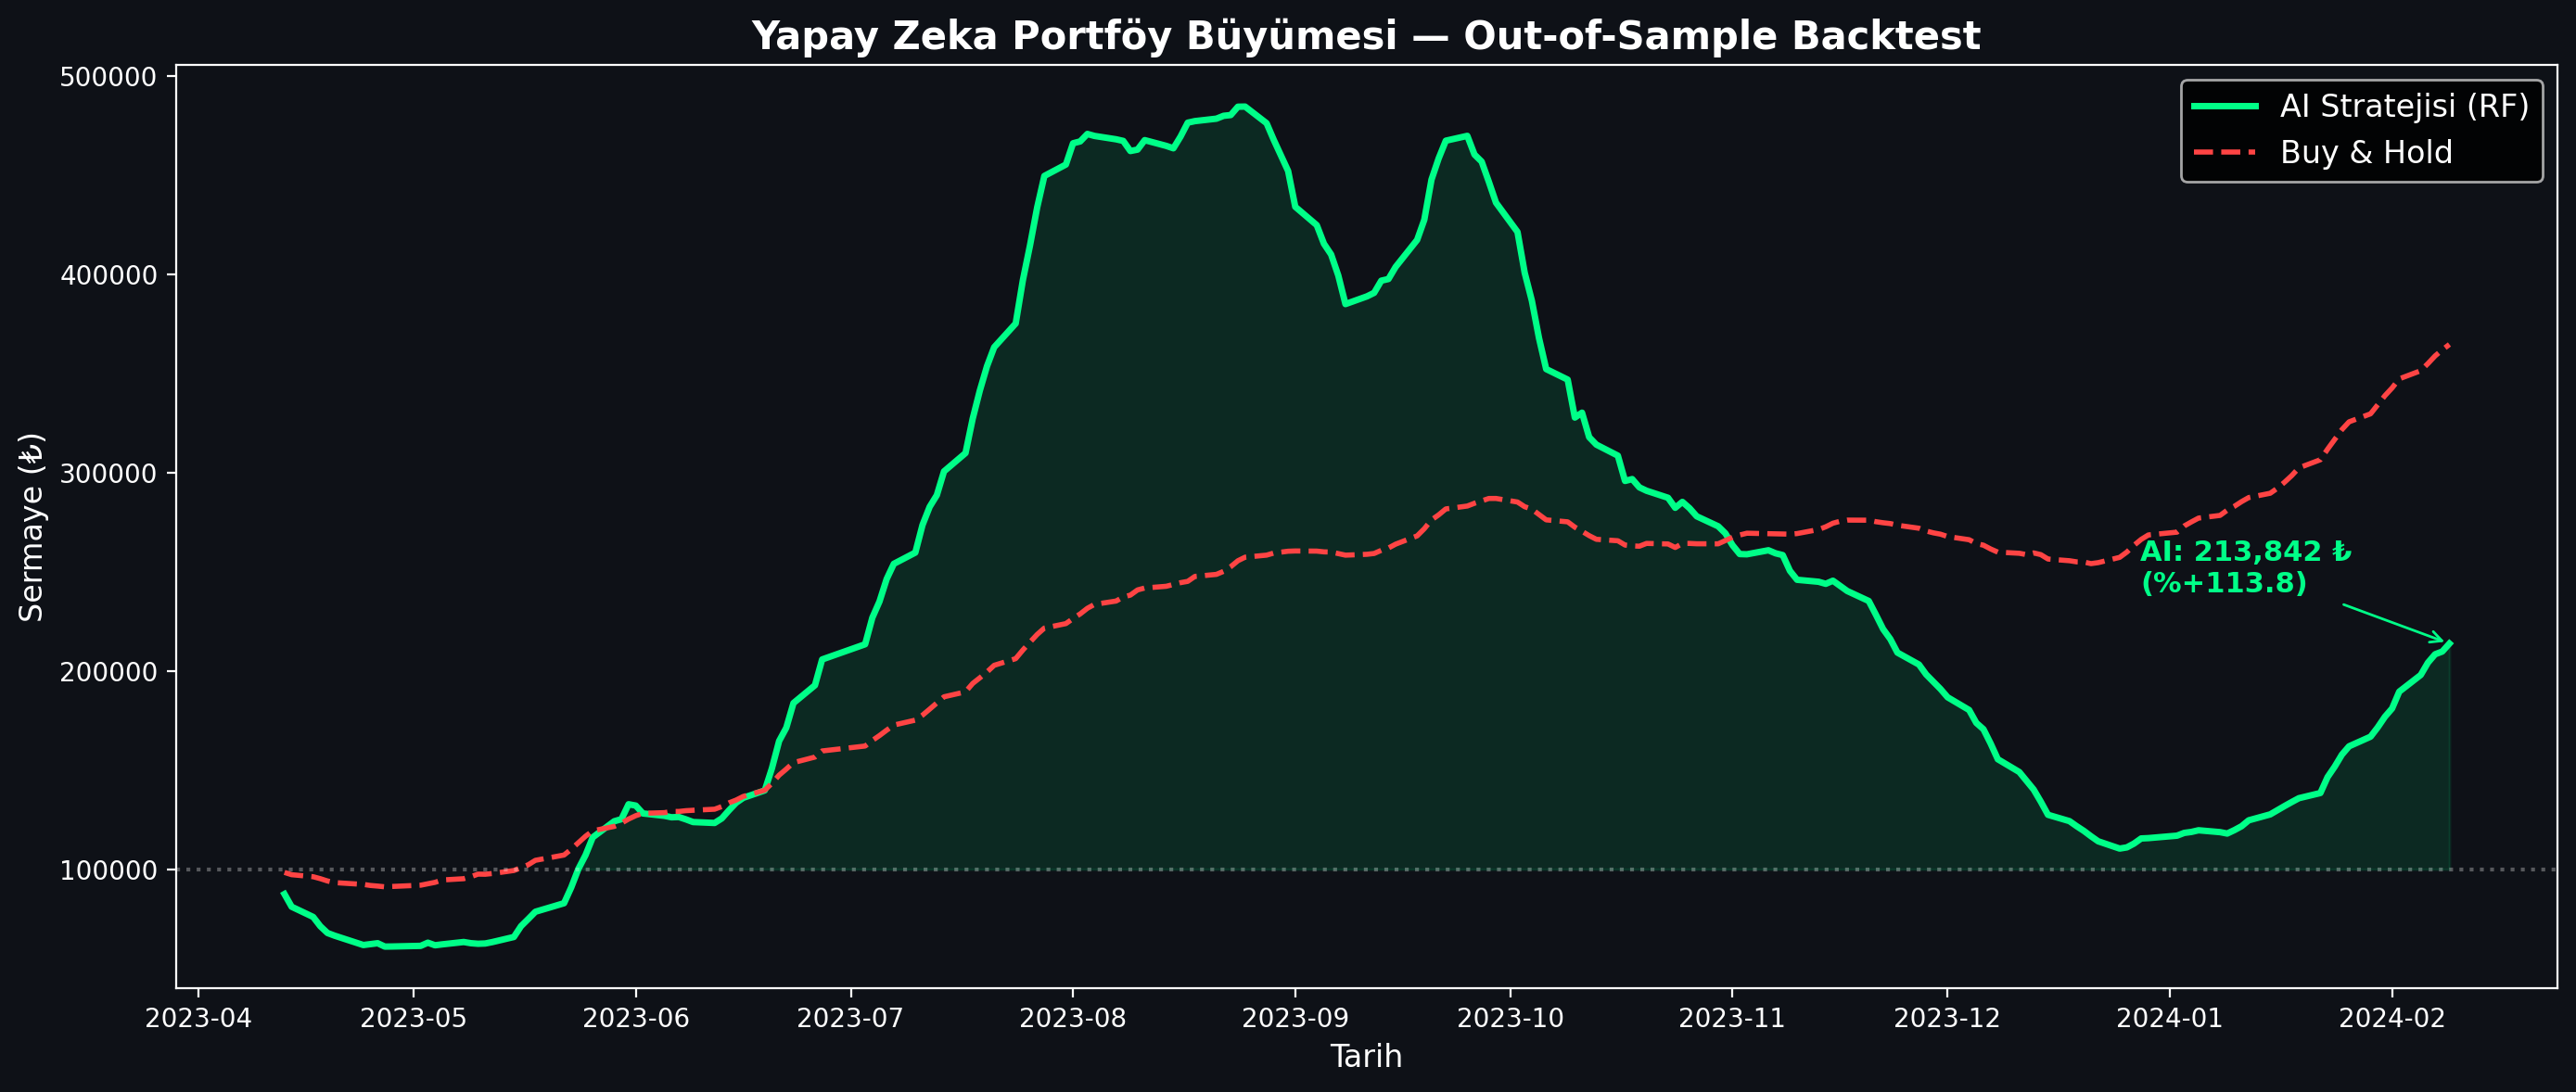 Yapay Zeka Portföy Büyümesi — Out-of-Sample Backtest
AI Stratejisi (RF)
Buy & Hold
Sermaye (₺)
500000
400000
300000
200000
100000
AI: 213,842 ₺
(%+113.8)
2023-04
2023-05
2023-06
2023-07
2023-08
2023-09
2023-10
2023-11
2023-12
2024-01
2024-02
Tarih